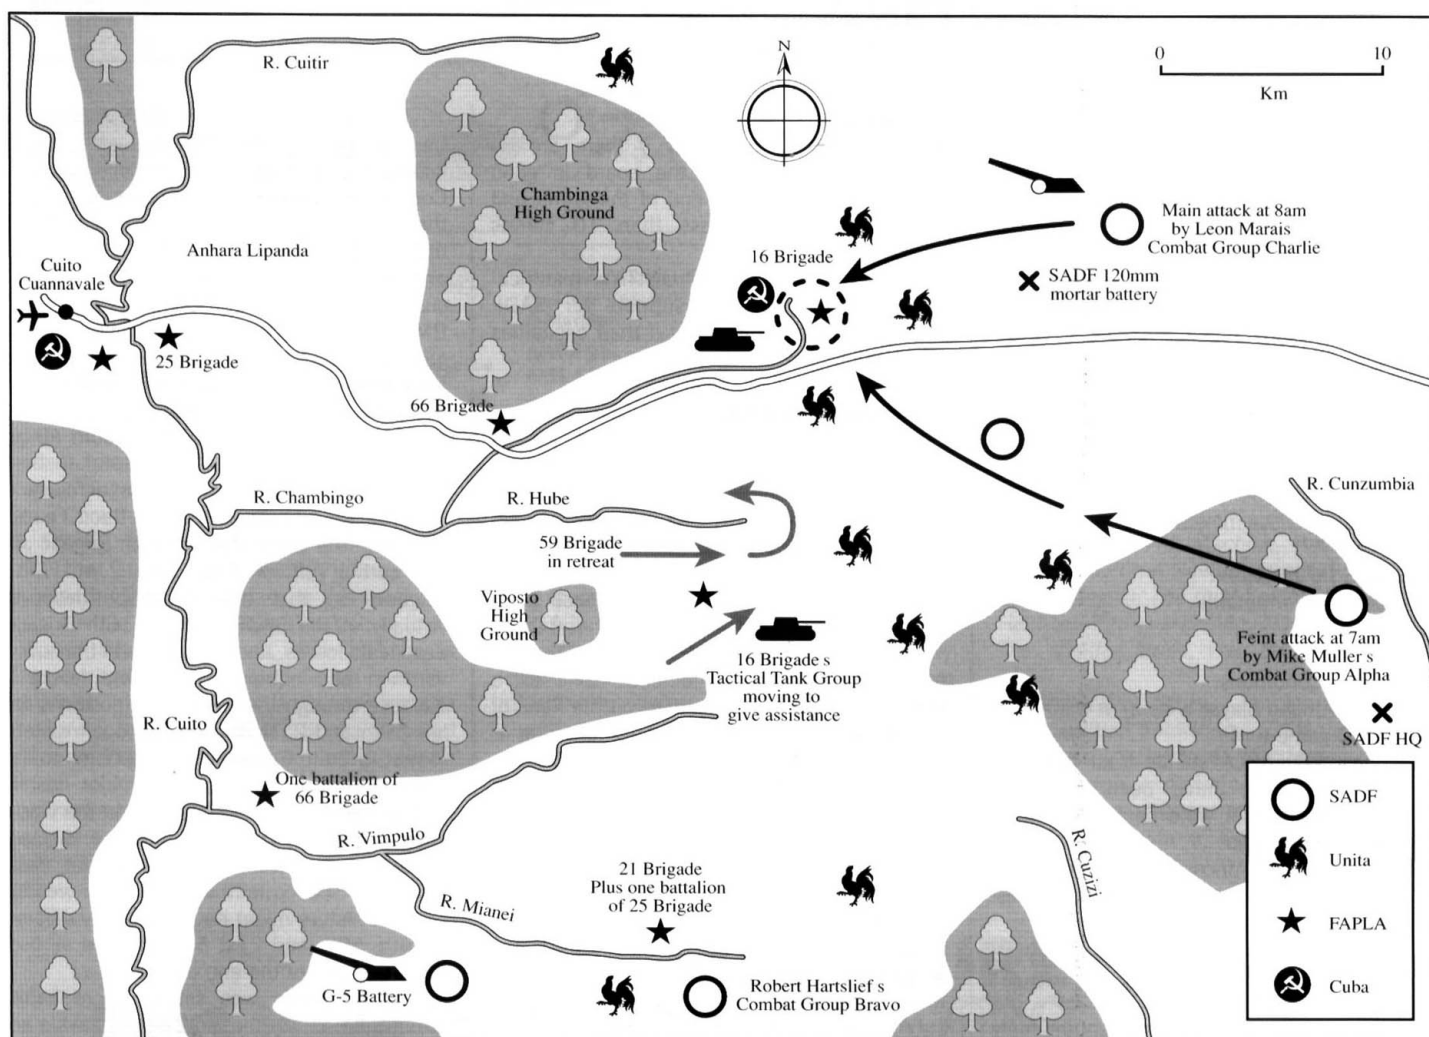 R. Cuitir
N
0 10
Km
Chambinga
High Ground
Main attack at 8am
by Leon Marais
Combat Group Charlie
Anhara Lipanda
16 Brigade
SADF 120mm
mortar battery
Cuito
Cuannavale
25 Brigade
66 Brigade
R. Chambingo
R. Hube
R. Cunzumbia
59 Brigade
in retreat
Viposto
High
Ground
Feint attack at 7am
by Mike Muller s
Combat Group Alpha
16 Brigade s
Tactical Tank Group
moving to
give assistance
R. Cuito
SADF HQ
One battalion of
66 Brigade
R. Vimpulo
R. Cuzizi
21 Brigade
Plus one battalion
of 25 Brigade
R. Mianei
G-5 Battery
Robert Hartslief s
Combat Group Bravo
SADF
Unita
FAPLA
Cuba